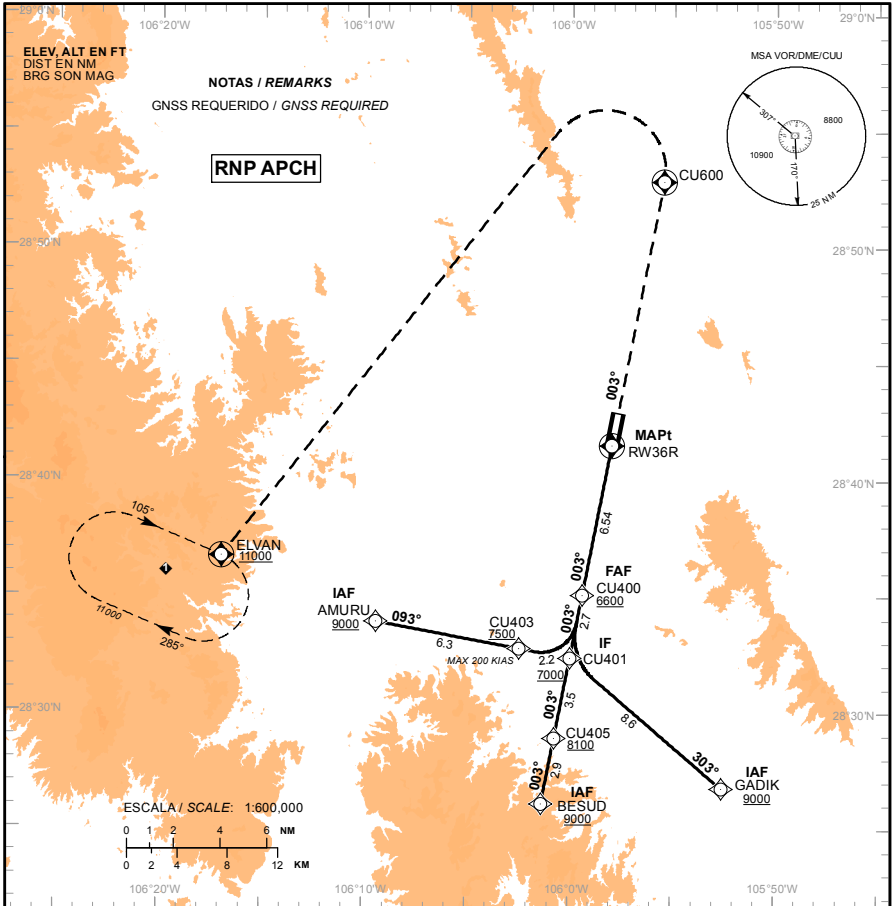 106°20'W
106°10'W
106°0'W
105°50'W
29°0'N
29°0'N
ELEV, ALT EN FT
DIST EN NM
BRG SON MAG
NOTAS / REMARKS
GNSS REQUERIDO / GNSS REQUIRED
RNP APCH
MSA VOR/DME/CUU
307°
8800
10900
170°
25 NM
CU600
28°50'N
28°50'N
003°
MAPt
RW36R
28°40'N
28°40'N
6.54
105°
ELVAN
11000
1
11000
285°
003°
FAF
CU400
6600
IAF
AMURU
9000
093°
6.3
CU403
7500
MAX 200 KIAS
2.2
003°
2.7
IF
CU401
7000
3.5
003°
CU405
8100
003°
2.9
IAF
BESUD
9000
8.6
303°
IAF
GADIK
9000
28°30'N
28°30'N
ESCALA / SCALE: 1:600,000
0 1 2 4 6 NM
0 2 4 8 12 KM
106°20'W
106°10'W
106°0'W
105°50'W